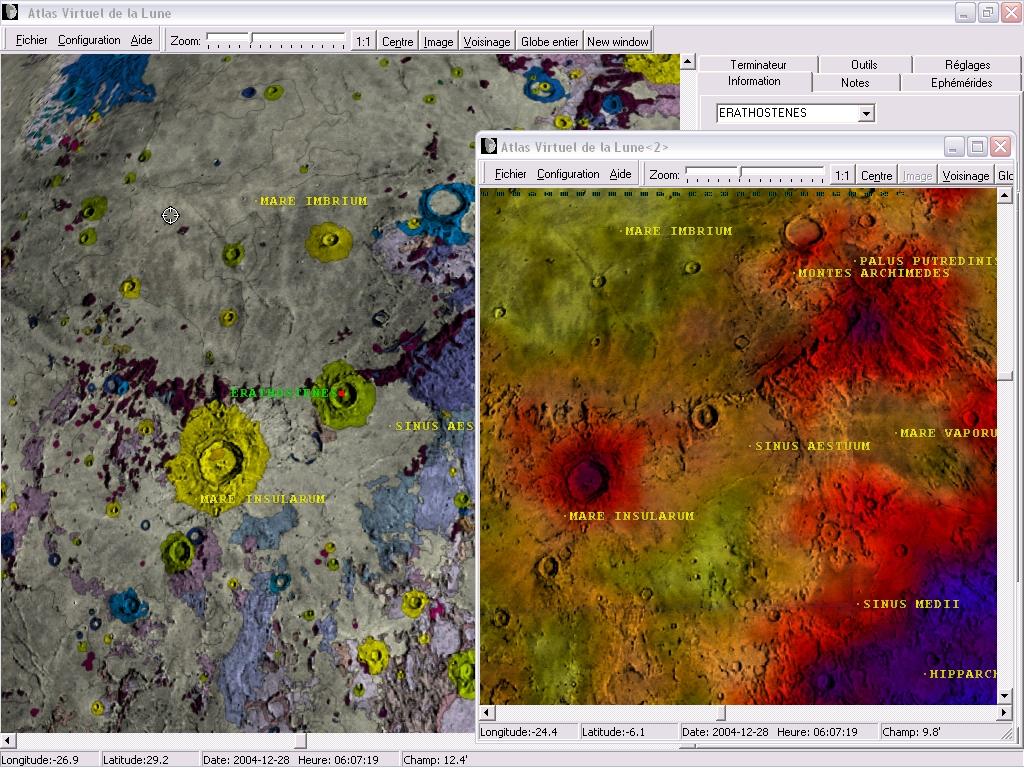 Atlas Virtuel de la Lune
Fichier Configuration Aide Zoom: 1:1 Centre Image Voisinage Globe entier New window
Terminateur Outils Réglages
Information Notes Ephémérides
ERATHOSTENES
MARE IMBRIUM
ERATHOSTENES
SINUS AES
MARE INSULARUM
Atlas Virtuel de la Lune<2>
Fichier Configuration Aide Zoom: 1:1 Centre Image Voisinage Glo
MARE IMBRIUM
PALUS PUTREDINIS
MONTES ARCHIMEDES
MARE VAPORU
SINUS AESTUUM
MARE INSULARUM
SINUS MEDII
HIPPARCH
Longitude:-24.4 Latitude:-6.1 Date: 2004-12-28 Heure: 06:07:19 Champ: 9.8'
Longitude:-26.9 Latitude:29.2 Date: 2004-12-28 Heure: 06:07:19 Champ: 12.4'